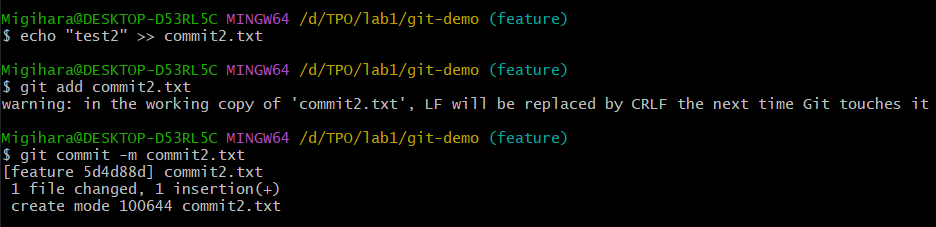 Migihara@DESKTOP-D53RL5C MINGW64 /d/TPO/lab1/git-demo (feature)
$ echo "test2" >> commit2.txt
Migihara@DESKTOP-D53RL5C MINGW64 /d/TPO/lab1/git-demo (feature)
$ git add commit2.txt
warning: in the working copy of 'commit2.txt', LF will be replaced by CRLF the next time Git touches it
Migihara@DESKTOP-D53RL5C MINGW64 /d/TPO/lab1/git-demo (feature)
$ git commit -m commit2.txt
[feature 5d4d88d] commit2.txt
 1 file changed, 1 insertion(+)
 create mode 100644 commit2.txt